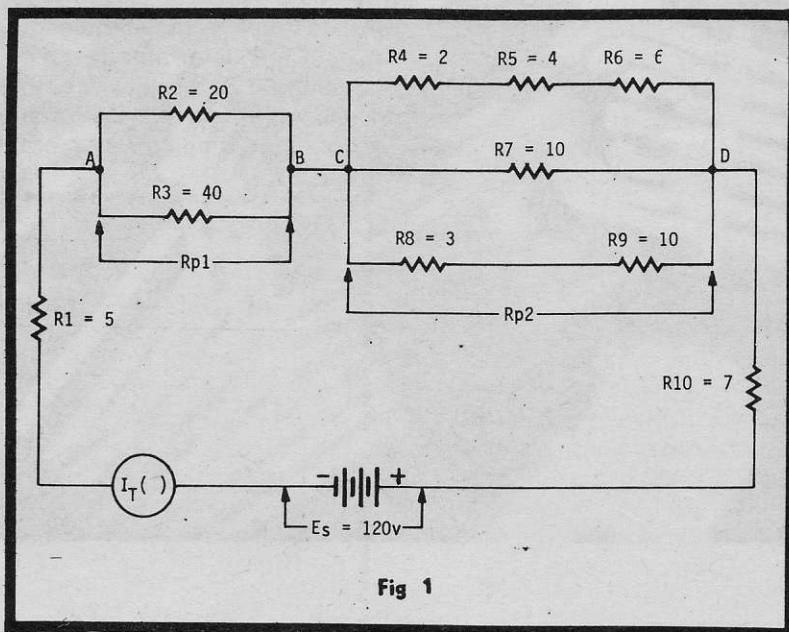 R4 = 2 R5 = 4 R6 = 6
R2 = 20
A B C R7 = 10 D
R3 = 40
R8 = 3 R9 = 10
Rp1
Rp2
R1 = 5
R10 = 7
IT( ) - +
Es = 120v
Fig 1